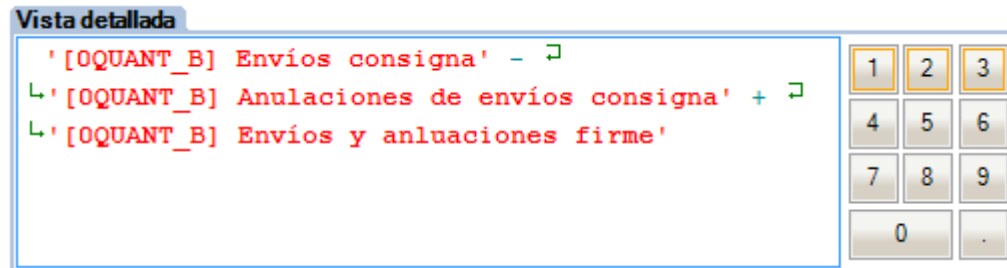 Vista detallada
'[0QUANT_B] Envíos consigna' -
'[0QUANT_B] Anulaciones de envíos consigna' +
'[0QUANT_B] Envíos y anluaciones firme'
1 2 3
4 5 6
7 8 9
0 .